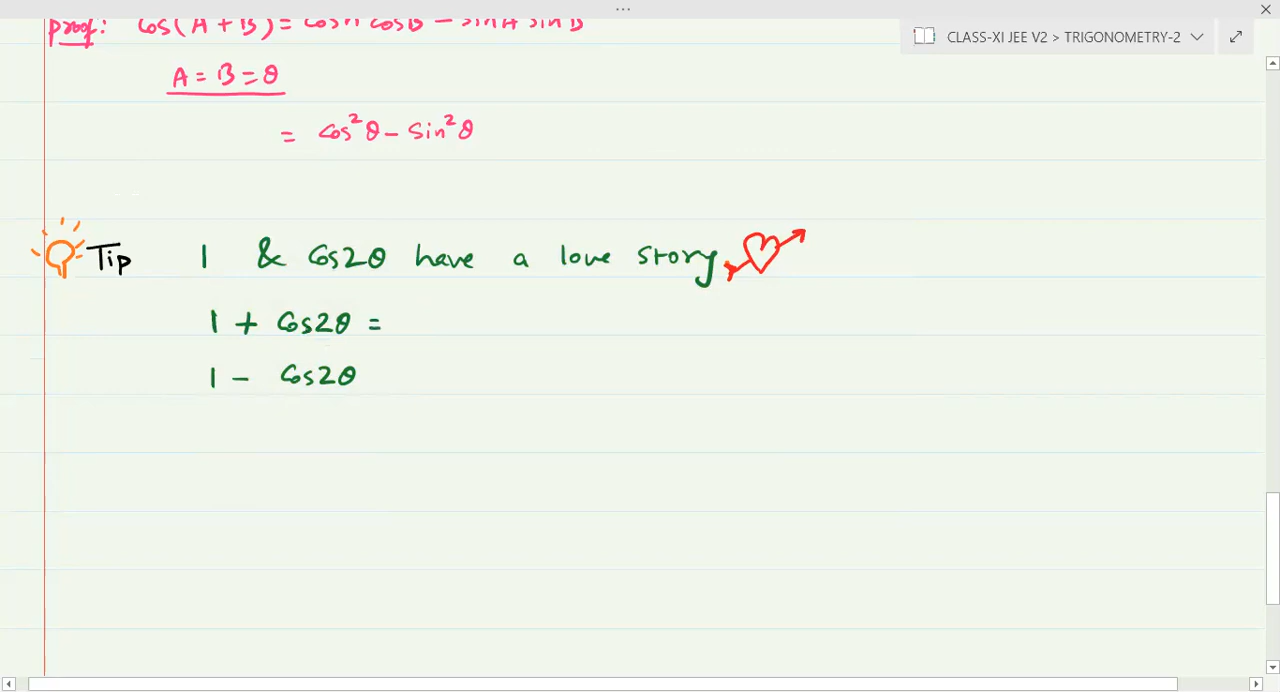 CLASS-XI JEE V2 > TRIGONOMETRY-2
proof: Cos(A+B) = cosA cosB - sinA sinB
A = B = θ
= Cos²θ - Sin²θ
Tip 1 & Cos2θ have a love story
1 + Cos2θ =
1 - Cos2θ